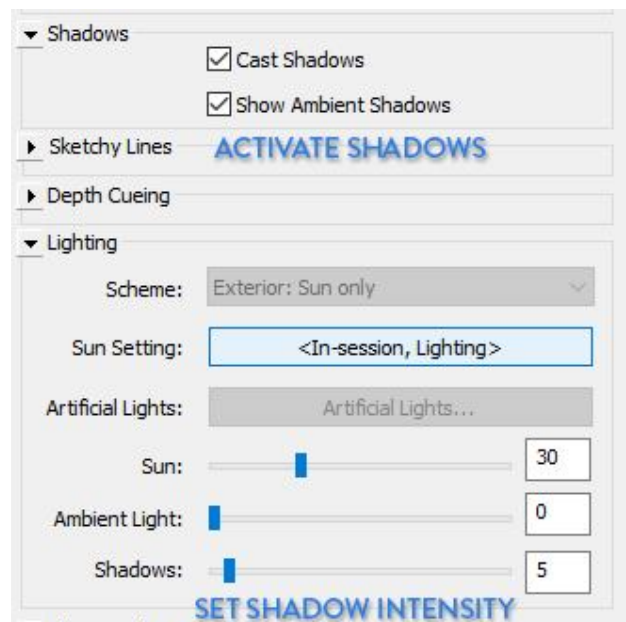 Shadows
Cast Shadows
Show Ambient Shadows
Sketchy Lines
ACTIVATE SHADOWS
Depth Cueing
Lighting
Scheme: Exterior: Sun only
Sun Setting: <In-session, Lighting>
Artificial Lights: Artificial Lights...
Sun: 30
Ambient Light: 0
Shadows: 5
SET SHADOW INTENSITY